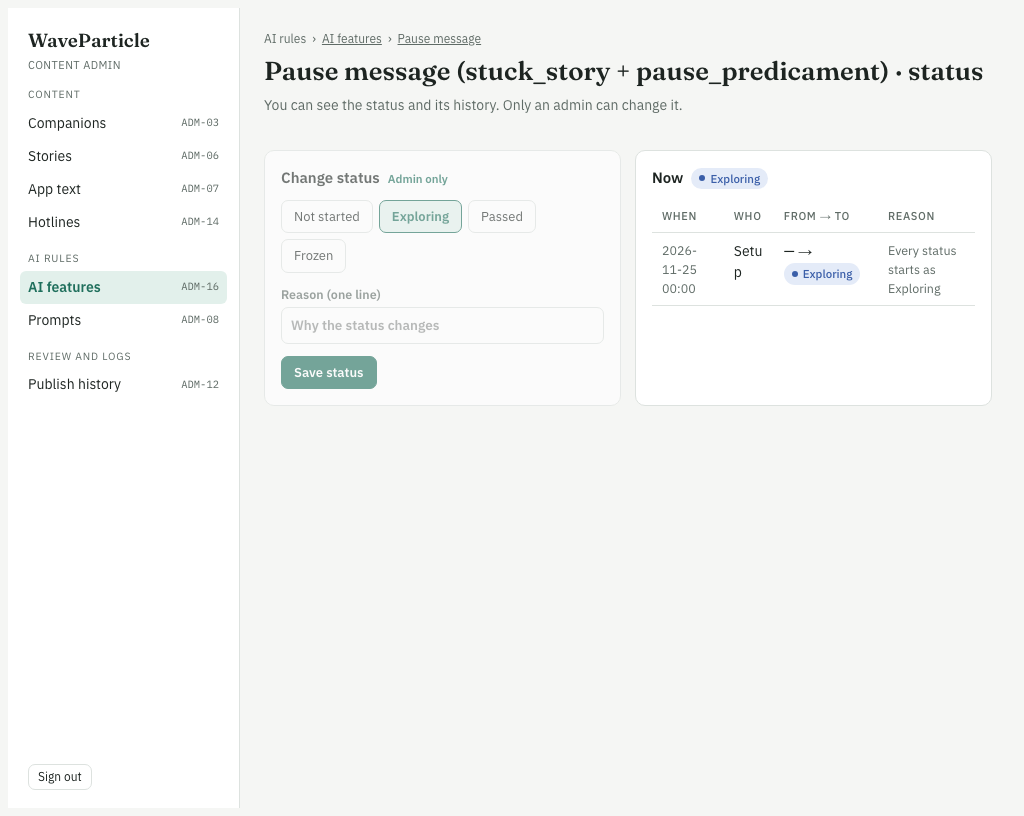 WaveParticle
CONTENT ADMIN
CONTENT
Companions ADM-03
Stories ADM-06
App text ADM-07
Hotlines ADM-14
AI RULES
AI features ADM-16
Prompts ADM-08
REVIEW AND LOGS
Publish history ADM-12
Sign out
AI rules › AI features › Pause message
Pause message (stuck_story + pause_predicament) · status
You can see the status and its history. Only an admin can change it.
Change status Admin only
Not started Exploring Passed
Frozen
Reason (one line)
Why the status changes
Save status
Now Exploring
WHEN WHO FROM → TO REASON
2026-
11-25
00:00
Setu
p
— →
Exploring
Every status
starts as
Exploring